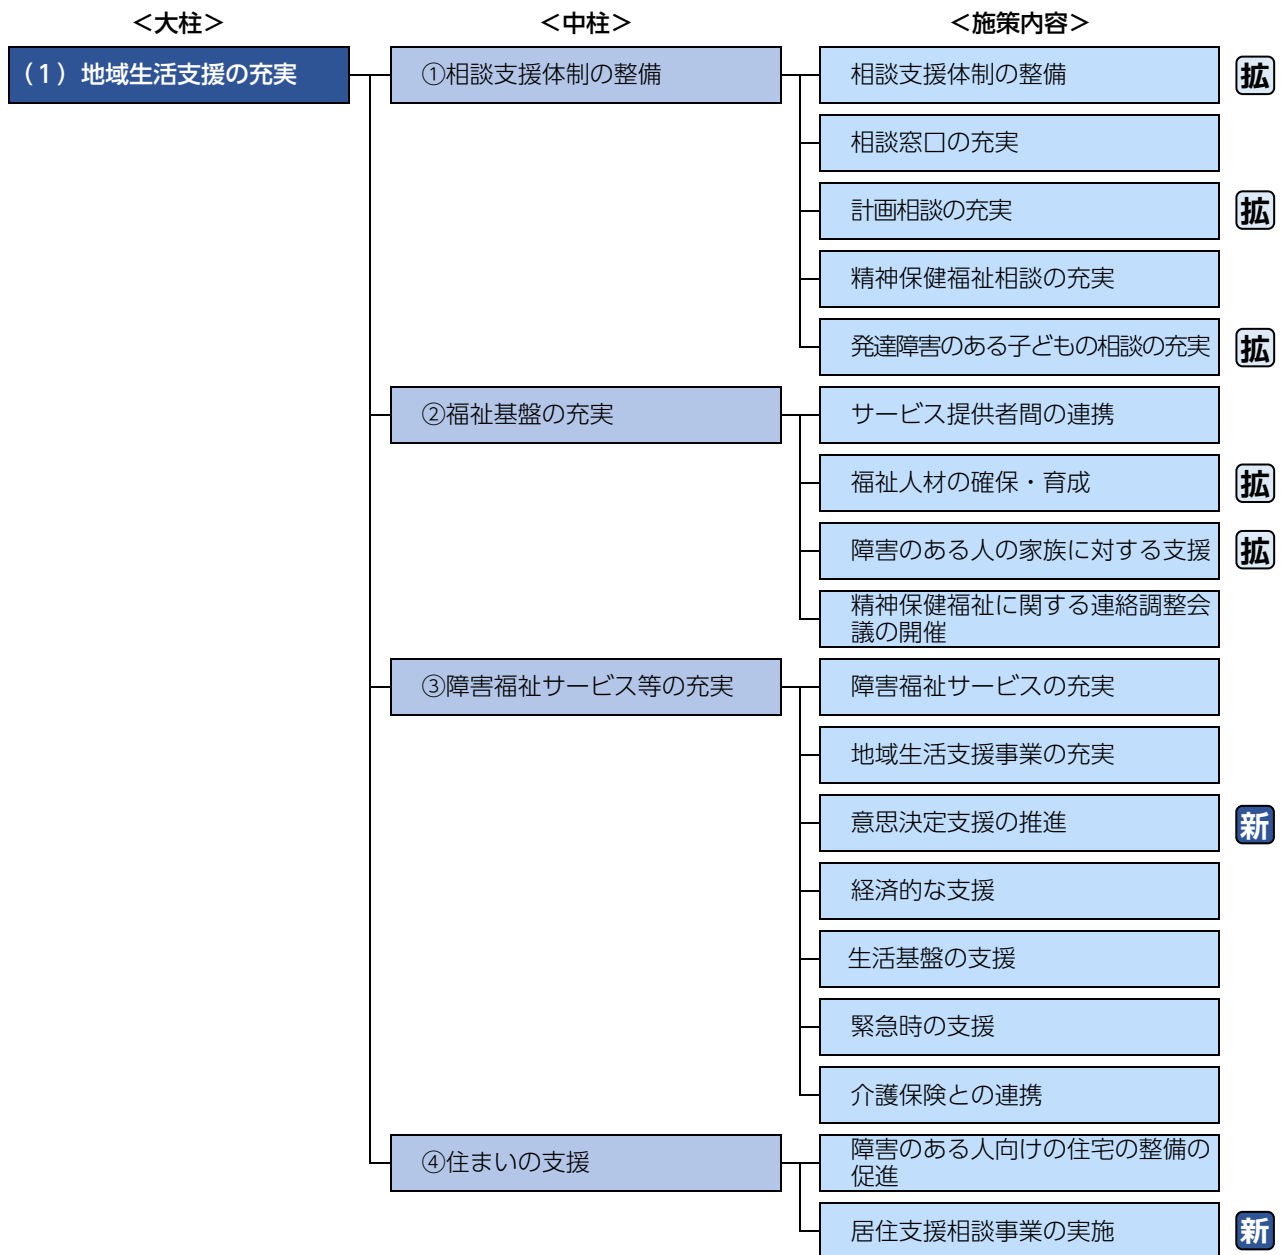 ＜大柱＞ ＜中柱＞ ＜施策内容＞
（1）地域生活支援の充実 ①相談支援体制の整備 相談支援体制の整備 拡
相談窓口の充実
計画相談の充実 拡
精神保健福祉相談の充実
発達障害のある子どもの相談の充実 拡
②福祉基盤の充実 サービス提供者間の連携
福祉人材の確保・育成 拡
障害のある人の家族に対する支援 拡
精神保健福祉に関する連絡調整会
議の開催
③障害福祉サービス等の充実 障害福祉サービスの充実
地域生活支援事業の充実
意思決定支援の推進 新
経済的な支援
生活基盤の支援
緊急時の支援
介護保険との連携
④住まいの支援 障害のある人向けの住宅の整備の
促進
居住支援相談事業の実施 新